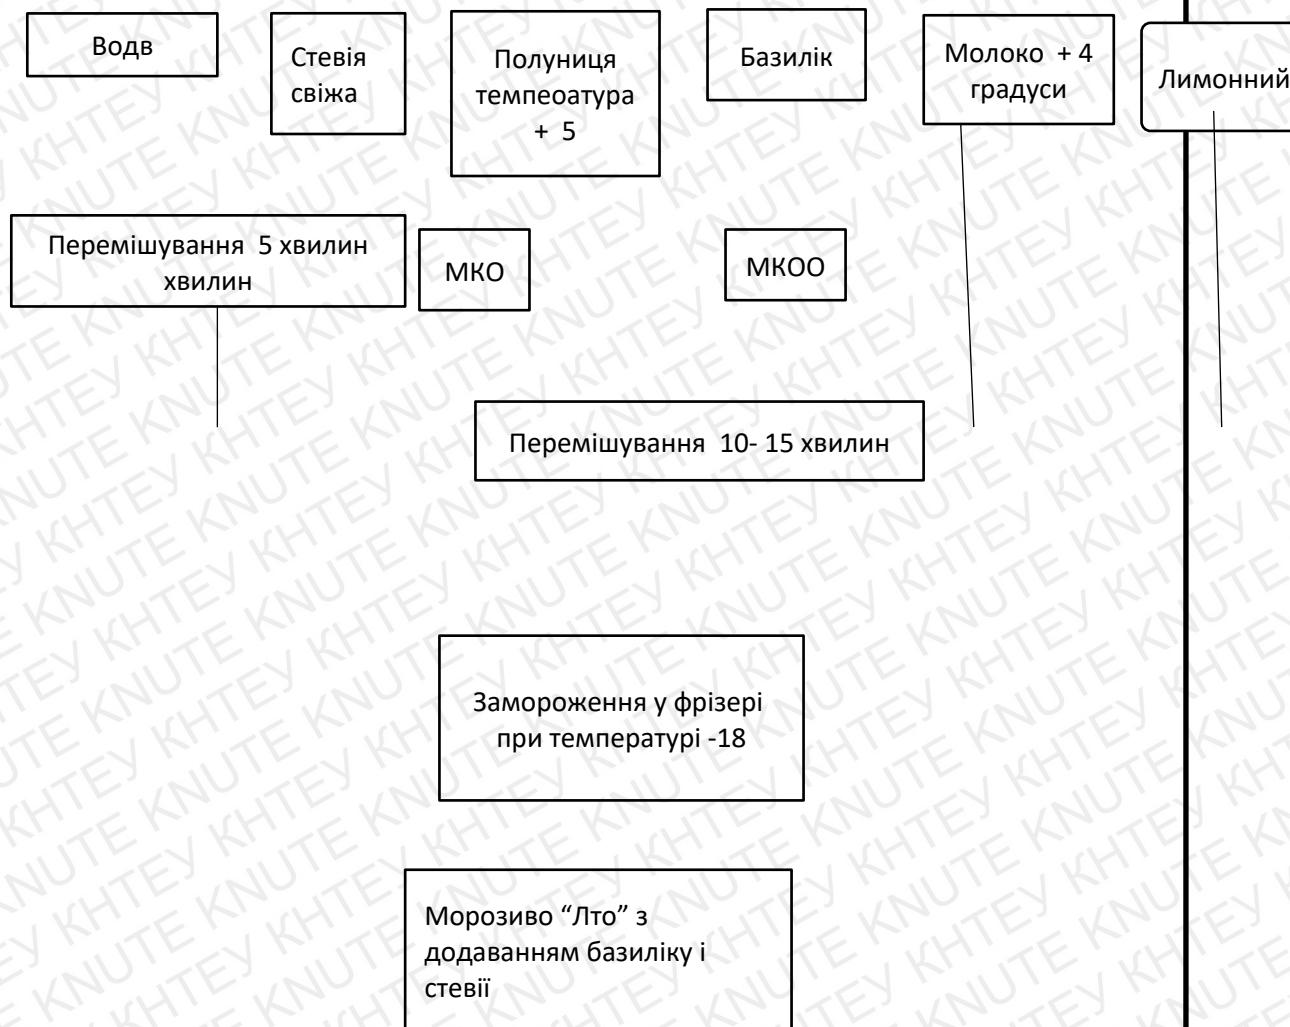 Водв
Стевія
свіжа
Полуниця
темпеоатура
+ 5
Базилік
Молоко + 4
градуси
Лимонний
Перемішування 5 хвилин
хвилин
МКО
МКОО
Перемішування 10- 15 хвилин
Замороження у фрізері
при температурі -18
Морозиво “Лто” з
додаванням базиліку і
стевії